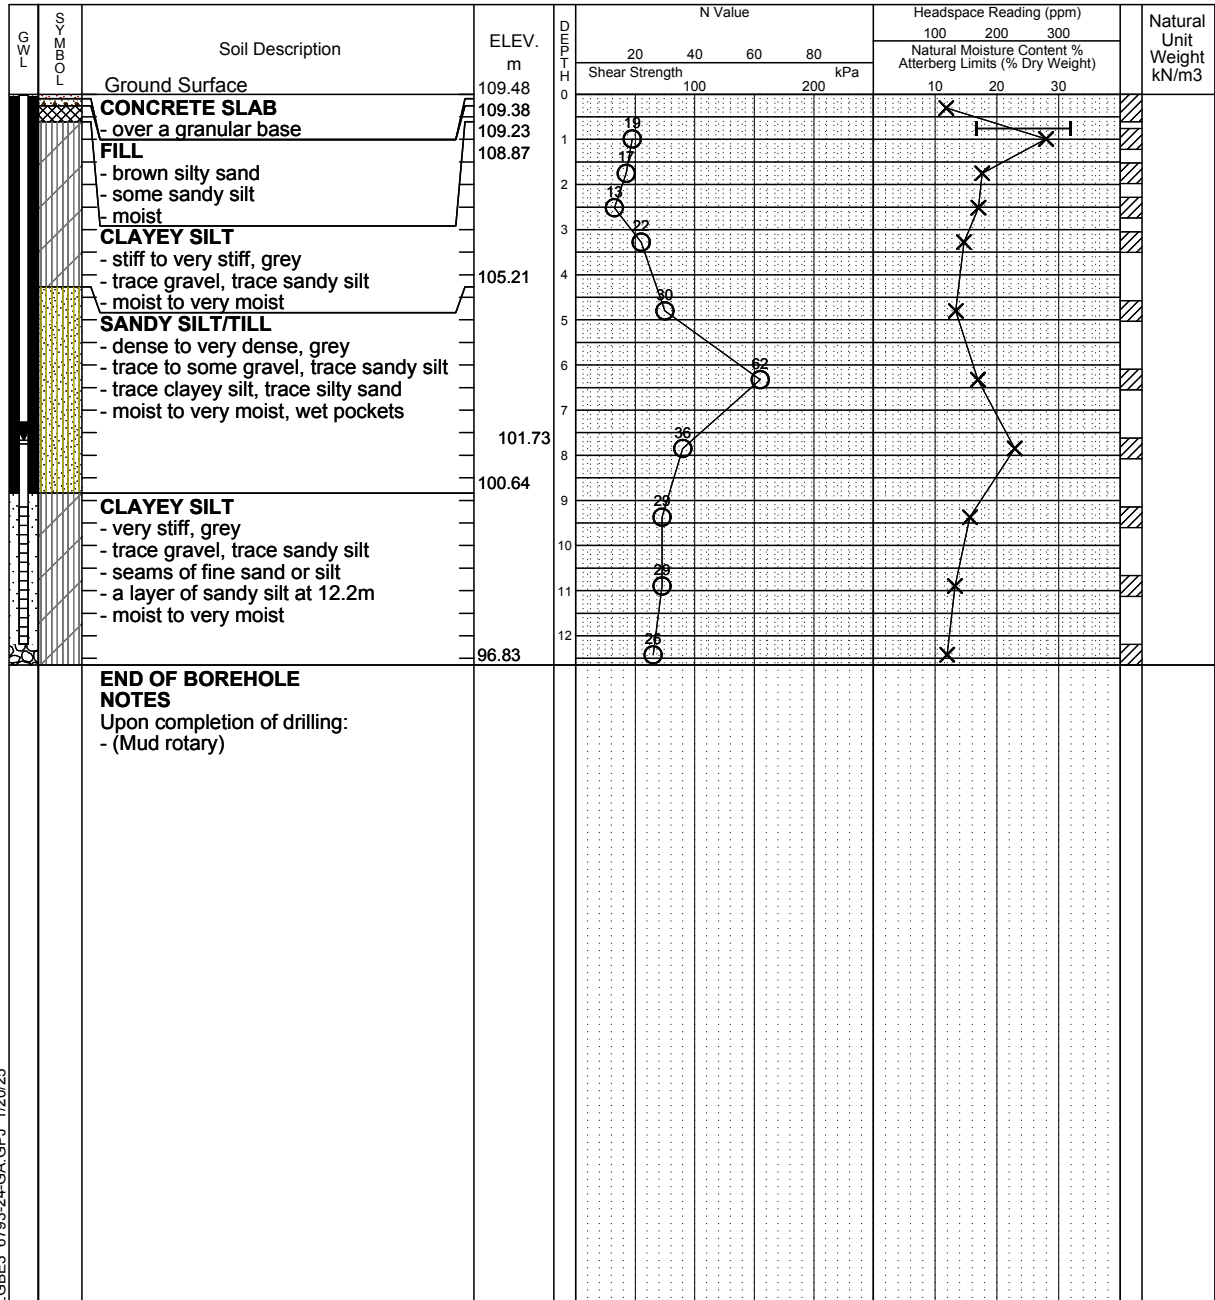 GWL
SYMBOL
Soil Description
ELEV.
m
DEPTH
N Value
20 40 60 80
Shear Strength kPa
100 200
Headspace Reading (ppm)
100 200 300
Natural Moisture Content %
Atterberg Limits (% Dry Weight)
10 20 30
Natural
Unit
Weight
kN/m3
Ground Surface 109.48 0
CONCRETE SLAB 109.38
- over a granular base 109.23
19
1
FILL 108.87
- brown silty sand
17
- some sandy silt 2
13
- moist
22
CLAYEY SILT 3
- stiff to very stiff, grey
- trace gravel, trace sandy silt 105.21 4
- moist to very moist
30
SANDY SILT/TILL 5
- dense to very dense, grey
- trace to some gravel, trace sandy silt 62
6
- trace clayey silt, trace silty sand
- moist to very moist, wet pockets 7
101.73 36
8
100.64
CLAYEY SILT 9 29
- very stiff, grey
- trace gravel, trace sandy silt 10
- seams of fine sand or silt
29
- a layer of sandy silt at 12.2m 11
- moist to very moist
12 26
96.83
END OF BOREHOLE
NOTES
Upon completion of drilling:
- (Mud rotary)